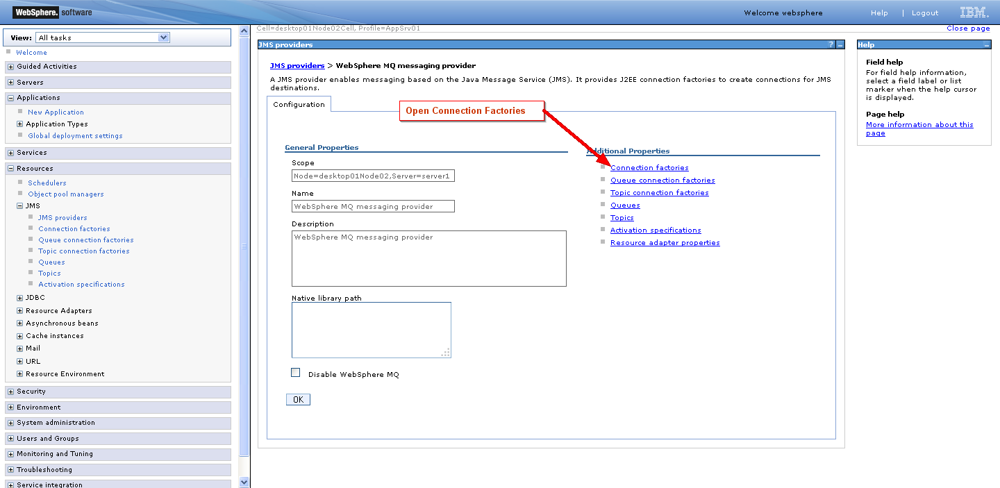 WebSphere. software
Welcome websphere
Help | Logout
IBM.
View: All tasks
Welcome
Guided Activities
Servers
Applications
New Application
Application Types
Global deployment settings
Services
Resources
Schedulers
Object pool managers
JMS
JMS providers
Connection factories
Queue connection factories
Topic connection factories
Queues
Topics
Activation specifications
JDBC
Resource Adapters
Asynchronous beans
Cache instances
Mail
URL
Resource Environment
Security
Environment
System administration
Users and Groups
Monitoring and Tuning
Troubleshooting
Service integration
Cell=desktop01Node02Cell, Profile=AppSrv01
Close page
JMS providers
?
JMS providers > WebSphere MQ messaging provider
A JMS provider enables messaging based on the Java Message Service (JMS). It provides J2EE connection factories to create connections for JMS
destinations.
Configuration
Open Connection Factories
General Properties
Scope
Node=desktop01Node02,Server=server1
Name
WebSphere MQ messaging provider
Description
WebSphere MQ messaging provider
Native library path
Disable WebSphere MQ
OK
Additional Properties
Connection factories
Queue connection factories
Topic connection factories
Queues
Topics
Activation specifications
Resource adapter properties
Help
Field help
For field help information,
select a field label or list
marker when the help cursor
is displayed.
Page help
More information about this
page